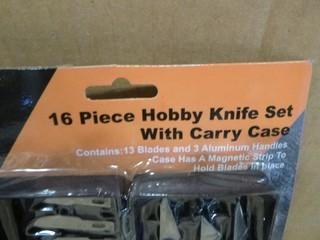 16 Piece Hobby Knife Set
With Carry Case
Contains:13 Blades and 3 Aluminum Handles
Case Has A Magnetic Strip To
Hold Blades in place